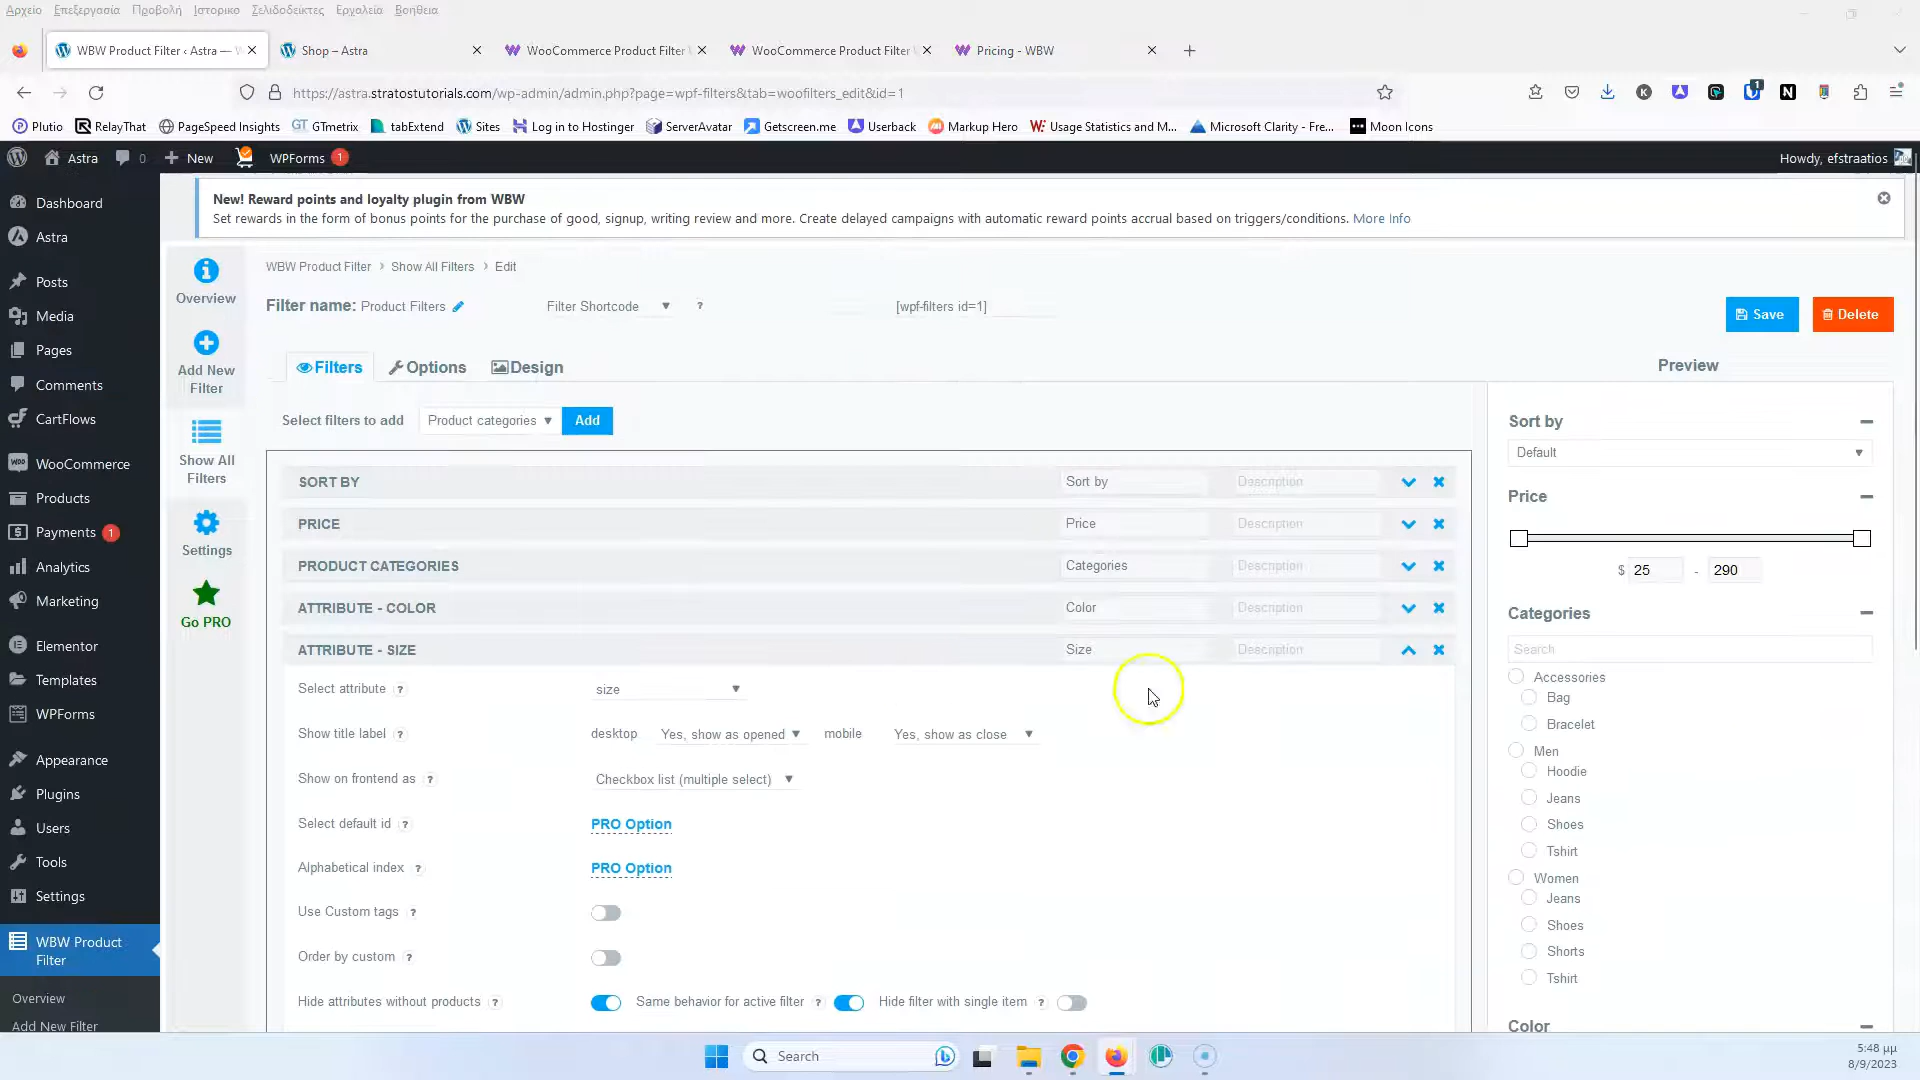 Αρχείο Επεξεργασία Προβολή Ιστορικο Σελιδοδείκτες Εργαλεία Βοήθεια
WBW Product Filter ‹ Astra — W Shop – Astra WooCommerce Product Filter WooCommerce Product Filter Pricing - WBW
https://astra.stratostutorials.com/wp-admin/admin.php?page=wpf-filters&tab=woofilters_edit&id=1
Plutio RelayThat PageSpeed Insights GTmetrix tabExtend Sites Log in to Hostinger ServerAvatar Getscreen.me Userback Markup Hero Usage Statistics and M... Microsoft Clarity - Fre... Moon Icons
Astra 0 New WPForms 1 Howdy, efstraatios
New! Reward points and loyalty plugin from WBW
Set rewards in the form of bonus points for the purchase of good, signup, writing review and more. Create delayed campaigns with automatic reward points accrual based on triggers/conditions. More Info
Dashboard
Astra
Posts
Media
Pages
Comments
CartFlows
WooCommerce
Products
Payments 1
Analytics
Marketing
Elementor
Templates
WPForms
Appearance
Plugins
Users
Tools
Settings
WBW Product
Filter
Overview
Add New Filter
Overview
Add New
Filter
Show All
Filters
Settings
Go PRO
WBW Product Filter › Show All Filters › Edit
Filter name: Product Filters Filter Shortcode ? [wpf-filters id=1]
Save Delete
Filters Options Design
Select filters to add Product categories Add
SORT BY Sort by Description
PRICE Price Description
PRODUCT CATEGORIES Categories Description
ATTRIBUTE - COLOR Color Description
ATTRIBUTE - SIZE Size Description
Select attribute ? size
Show title label ? desktop Yes, show as opened mobile Yes, show as close
Show on frontend as ? Checkbox list (multiple select)
Select default id ? PRO Option
Alphabetical index ? PRO Option
Use Custom tags ?
Order by custom ?
Hide attributes without products ? Same behavior for active filter ? Hide filter with single item ?
Preview
Sort by
Default
Price
$ 25 - 290
Categories
Search
Accessories
Bag
Bracelet
Men
Hoodie
Jeans
Shoes
Tshirt
Women
Jeans
Shoes
Shorts
Tshirt
Color
Search
5:48 μμ
8/9/2023